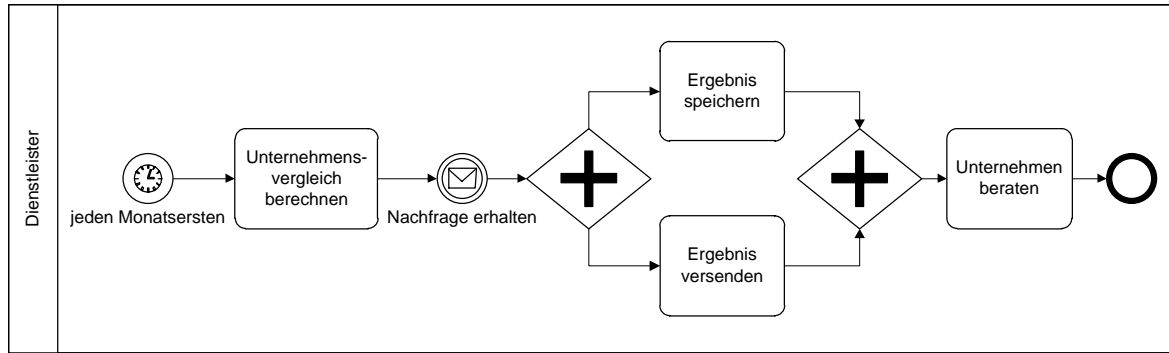 Dienstleister
jeden Monatsersten
Unternehmens-
vergleich
berechnen
Nachfrage erhalten
Ergebnis
speichern
Ergebnis
versenden
Unternehmen
beraten